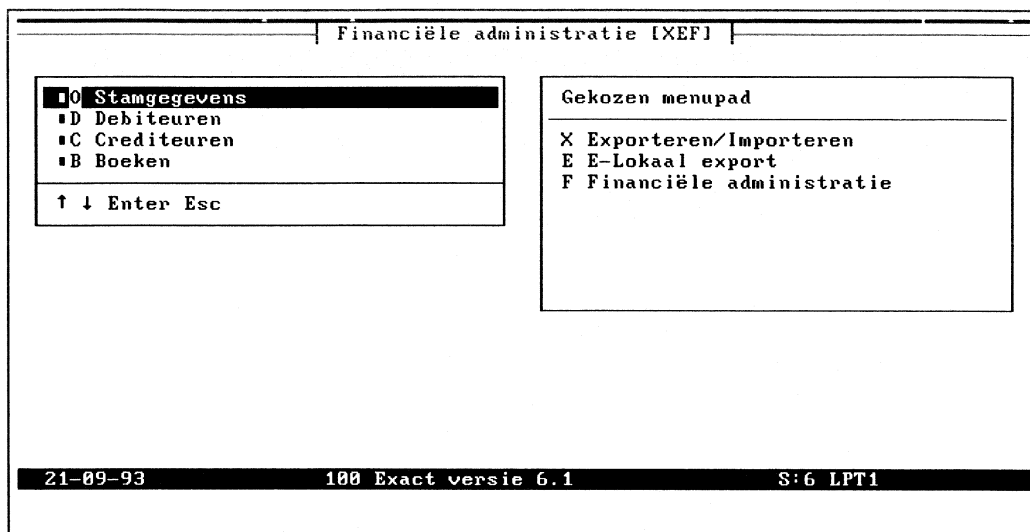 Financiële administratie [XEF]
O Stamgegevens
D Debiteuren
C Crediteuren
B Boeken
↑ ↓ Enter Esc
Gekozen menupad
X Exporteren/Importeren
E E-Lokaal export
F Financiële administratie
21-09-93 100 Exact versie 6.1 S:6 LPT1